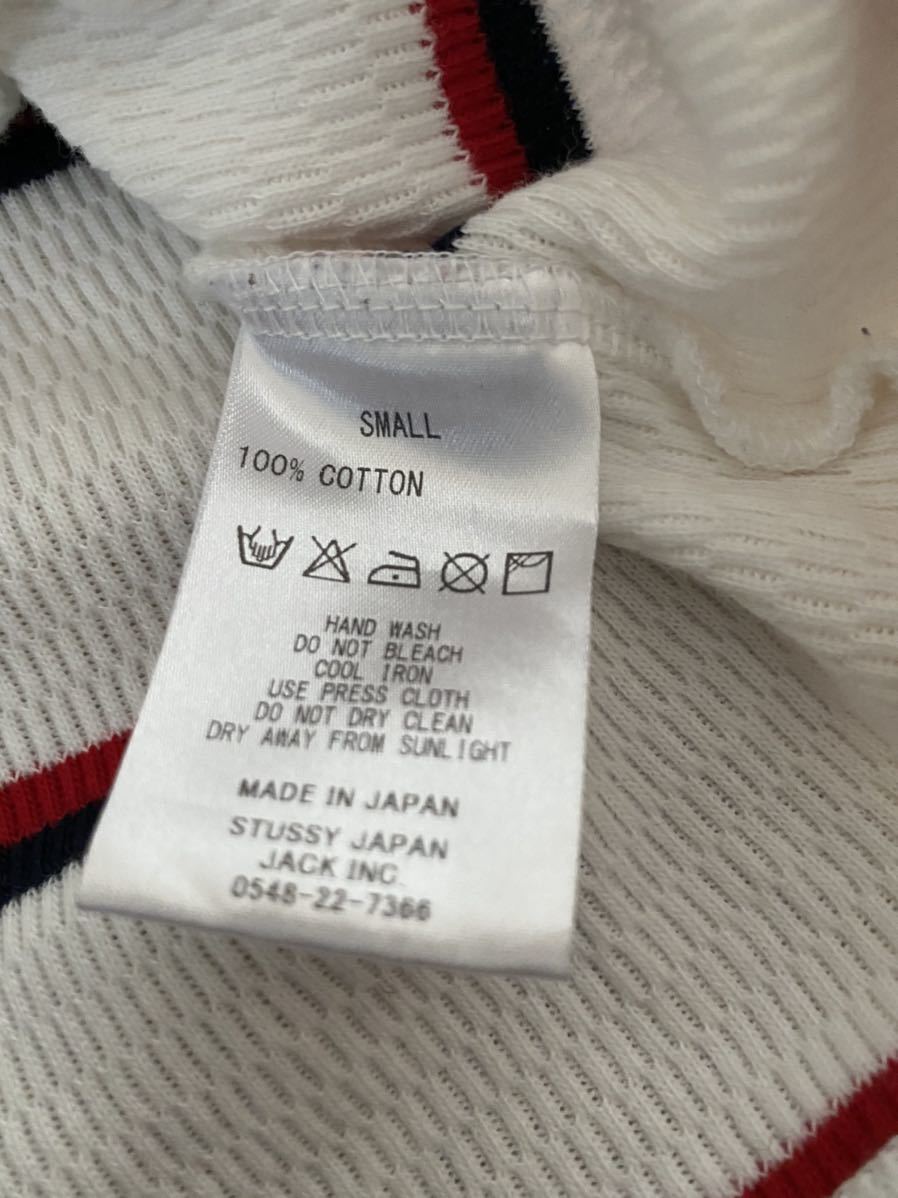 SMALL
100% COTTON
HAND WASH
DO NOT BLEACH
COOL IRON
USE PRESS CLOTH
DO NOT DRY CLEAN
DRY AWAY FROM SUNLIGHT
MADE IN JAPAN
STUSSY JAPAN
JACK INC.
0548-22-7366